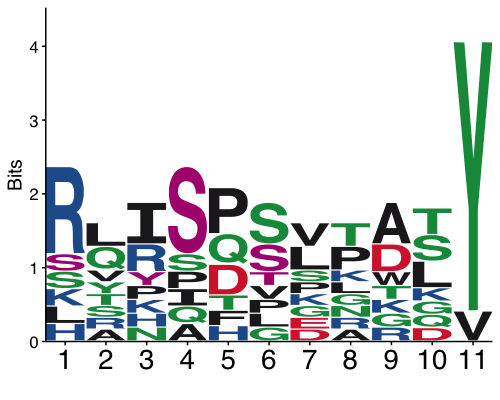 Bits
4
3
2
1
0
R S S K L H
L Q V Y T S R A
I R Y P K H N
S S P I Q A
P Q D T F H
S S T V P L G
V L S P K G E D
T P K L G N R A
A D W T K G R
T S L K G Q D
Y V
1 2 3 4 5 6 7 8 9 10 11